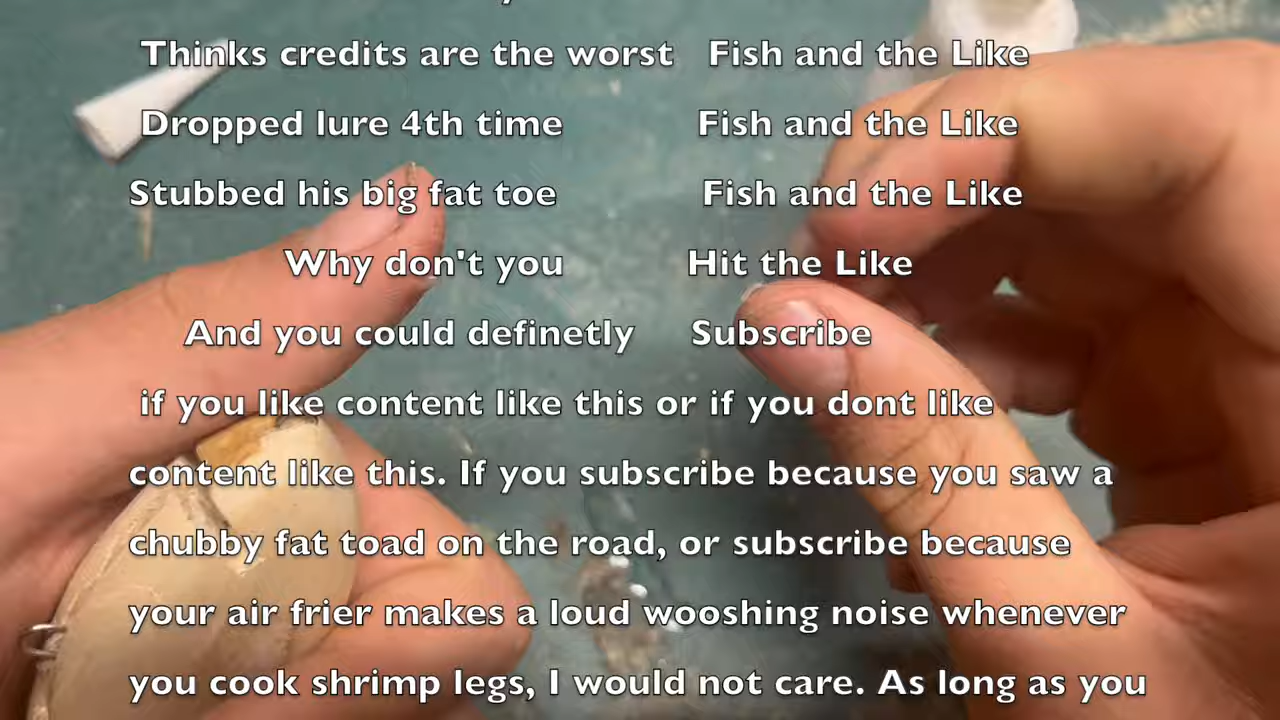 Thinks credits are the worst Fish and the Like
Dropped lure 4th time Fish and the Like
Stubbed his big fat toe Fish and the Like
Why don't you Hit the Like
And you could definetly Subscribe
if you like content like this or if you dont like
content like this. If you subscribe because you saw a
chubby fat toad on the road, or subscribe because
your air frier makes a loud wooshing noise whenever
you cook shrimp legs, I would not care. As long as you